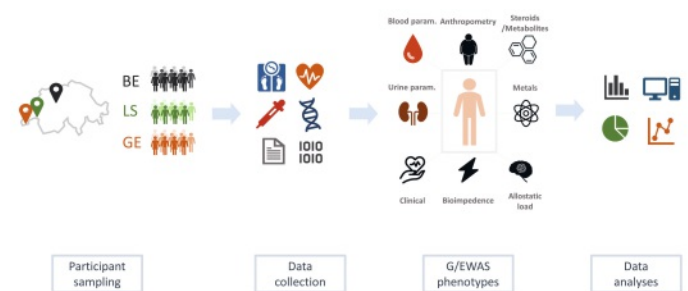 BE
LS
GE
1010
1010
Blood param.
Anthropometry
Steroids
/Metabolites
Urine param.
Metals
Clinical
Bioimpedence
Allostatic
load
Participant
sampling
Data
collection
G/EWAS
phenotypes
Data
analyses